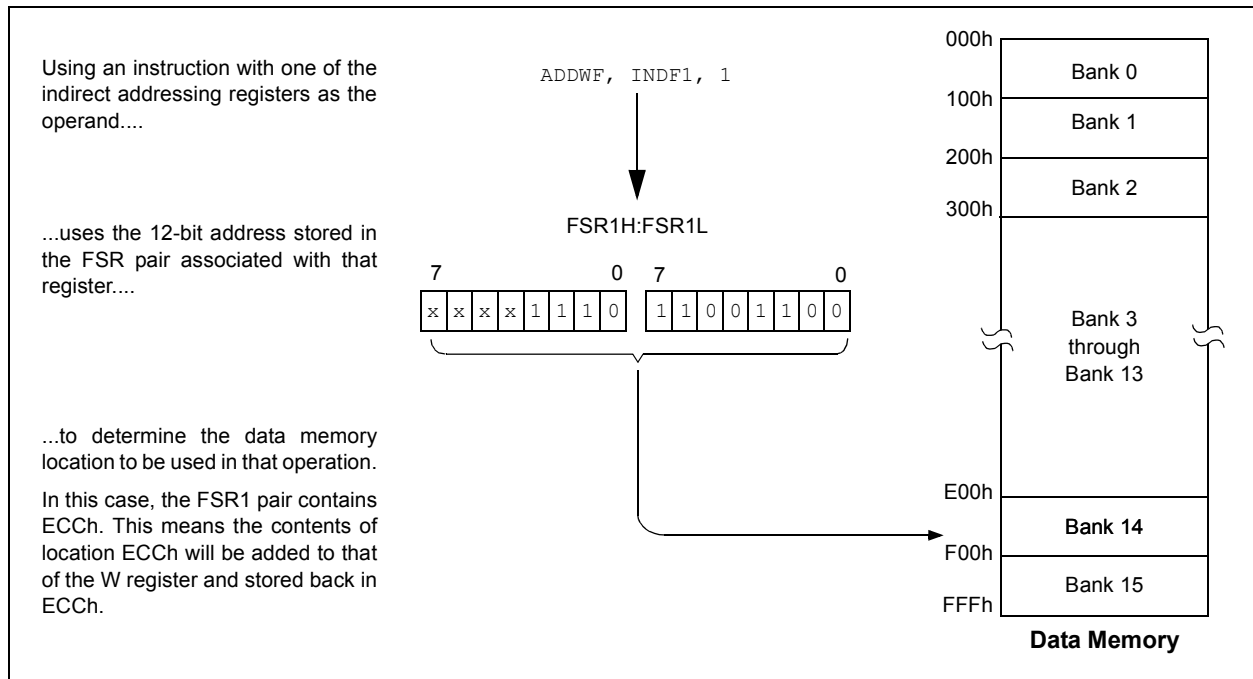 Using an instruction with one of the
indirect addressing registers as the
operand....
ADDWF, INDF1, 1
...uses the 12-bit address stored in
the FSR pair associated with that
register....
FSR1H:FSR1L
7 0 7 0
x x x x 1 1 1 0 1 1 0 0 1 1 0 0
...to determine the data memory
location to be used in that operation.
In this case, the FSR1 pair contains
ECCh. This means the contents of
location ECCh will be added to that
of the W register and stored back in
ECCh.
000h
Bank 0
100h
Bank 1
200h
Bank 2
300h
Bank 3
through
Bank 13
E00h
Bank 14
F00h
Bank 15
FFFh
Data Memory